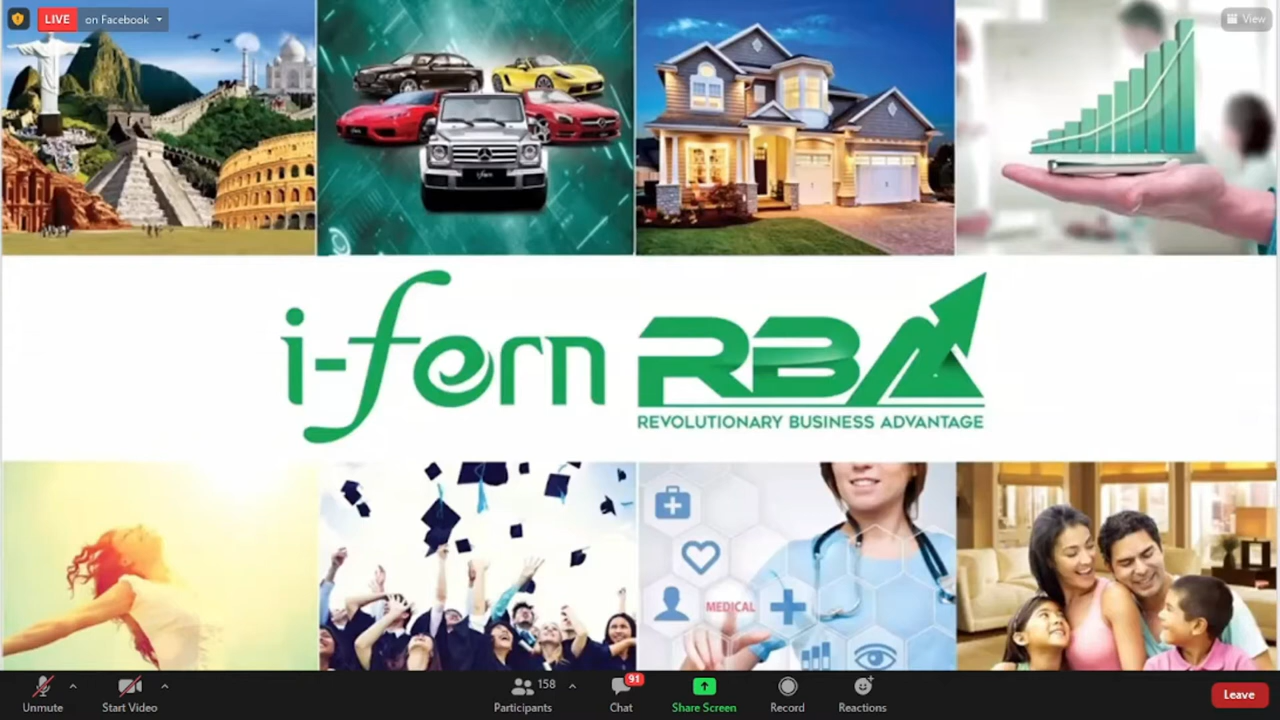 LIVE on Facebook
View
i-fern
i-fern RBA
REVOLUTIONARY BUSINESS ADVANTAGE
MEDICAL
158
91
Unmute
Start Video
Participants
Chat
Share Screen
Record
Reactions
Leave